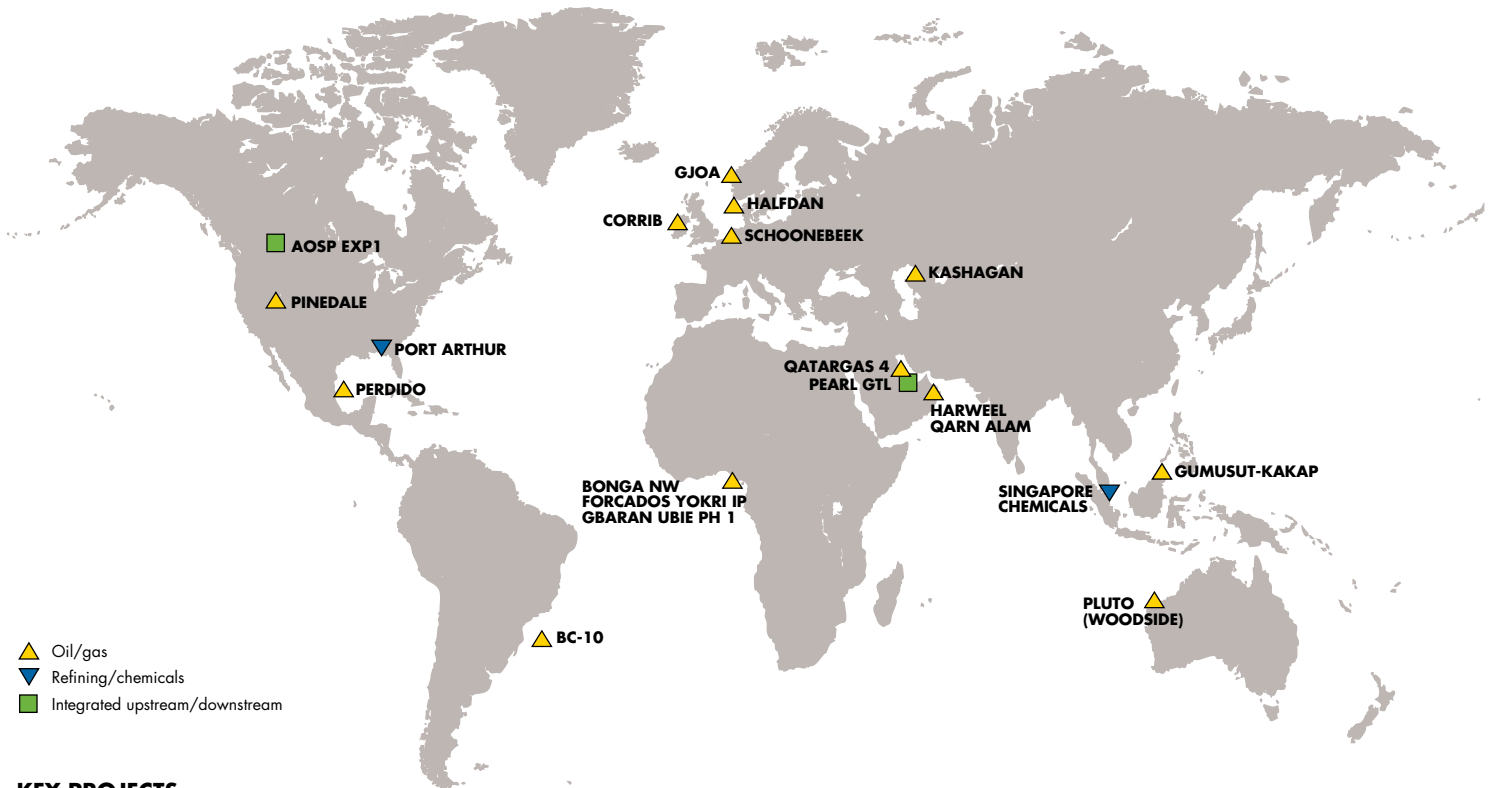 GJOA
HALFDAN
CORRIB
SCHOONEBEEK
AOSP EXP1
KASHAGAN
PINEDALE
PORT ARTHUR
QATARGAS 4
PEARL GTL
PERDIDO
HARWEEL
QARN ALAM
GUMUSUT-KAKAP
BONGA NW
FORCADOS YOKRI IP
GBARAN UBIE PH 1
SINGAPORE
CHEMICALS
PLUTO
(WOODSIDE)
BC-10
Oil/gas
Refining/chemicals
Integrated upstream/downstream
KEY PROJECTS